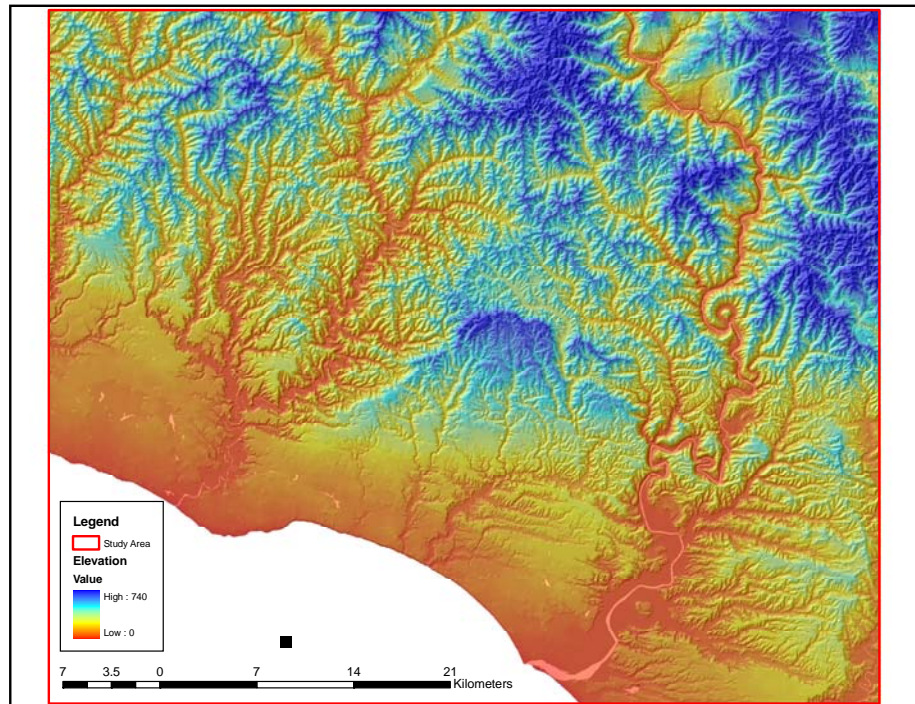 Legend
Study Area
Elevation
Value
High : 740
Low : 0
7 3.5 0 7 14 21
Kilometers